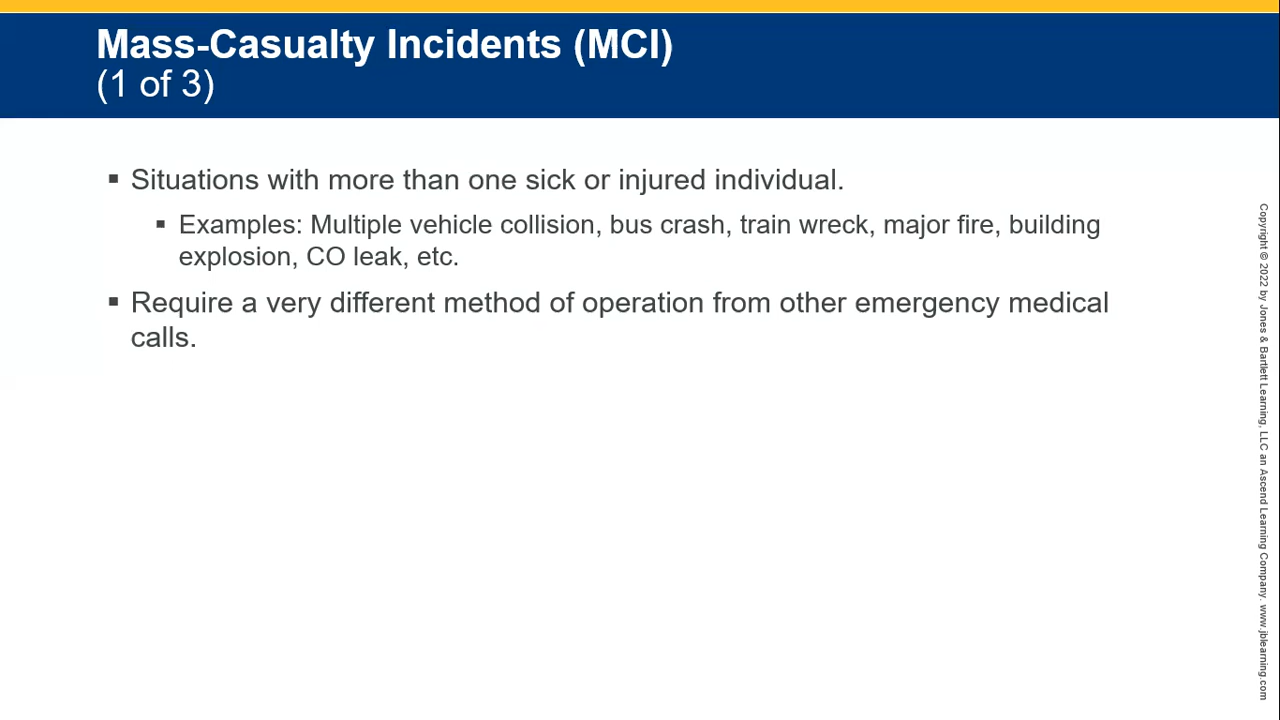 Mass-Casualty Incidents (MCI)
(1 of 3)
▪ Situations with more than one sick or injured individual.
▪ Examples: Multiple vehicle collision, bus crash, train wreck, major fire, building
explosion, CO leak, etc.
▪ Require a very different method of operation from other emergency medical
calls.
Copyright © 2022 by Jones & Bartlett Learning, LLC an Ascend Learning Company. www.jblearning.com